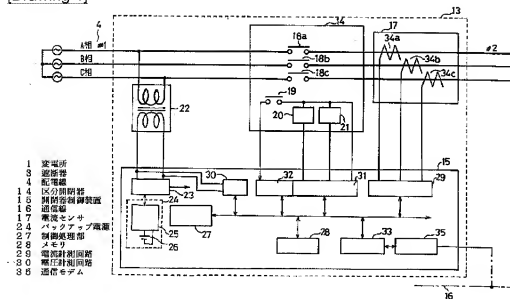 4
13
14
17
A相 #1
B相
C相
18a
18b
18c
34a
34b
34c
#2
19
20
21
22
15
30
32
31
29
23
24
25
26
27
28
33
35
16
1 変電所
3 遮断器
4 配電線
14 区分開閉器
15 開閉器制御装置
16 通信線
17 電流センサ
24 バックアップ電源
27 制御処理部
28 メモリ
29 電流計測回路
30 電圧計測回路
35 通信モデム